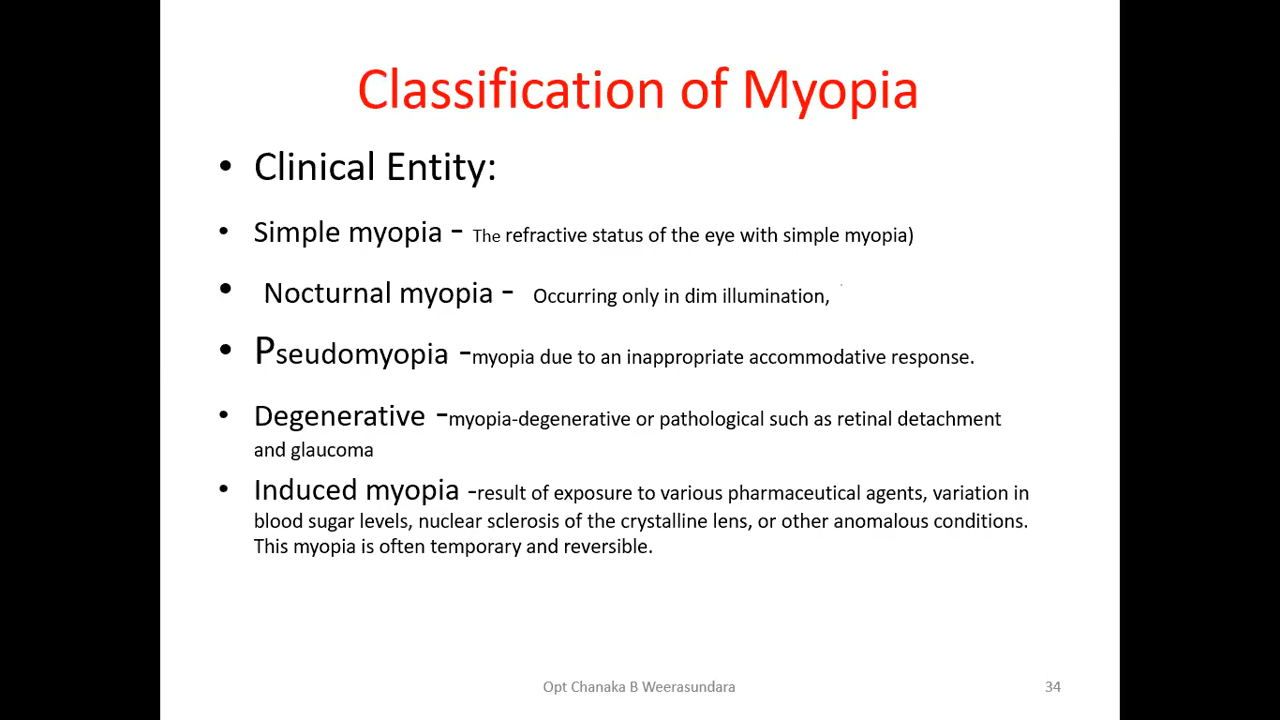 Classification of Myopia
• Clinical Entity:
• Simple myopia - The refractive status of the eye with simple myopia)
• Nocturnal myopia - Occurring only in dim illumination,
• Pseudomyopia -myopia due to an inappropriate accommodative response.
• Degenerative -myopia-degenerative or pathological such as retinal detachment
and glaucoma
• Induced myopia -result of exposure to various pharmaceutical agents, variation in
blood sugar levels, nuclear sclerosis of the crystalline lens, or other anomalous conditions.
This myopia is often temporary and reversible.
Opt Chanaka B Weerasundara
34